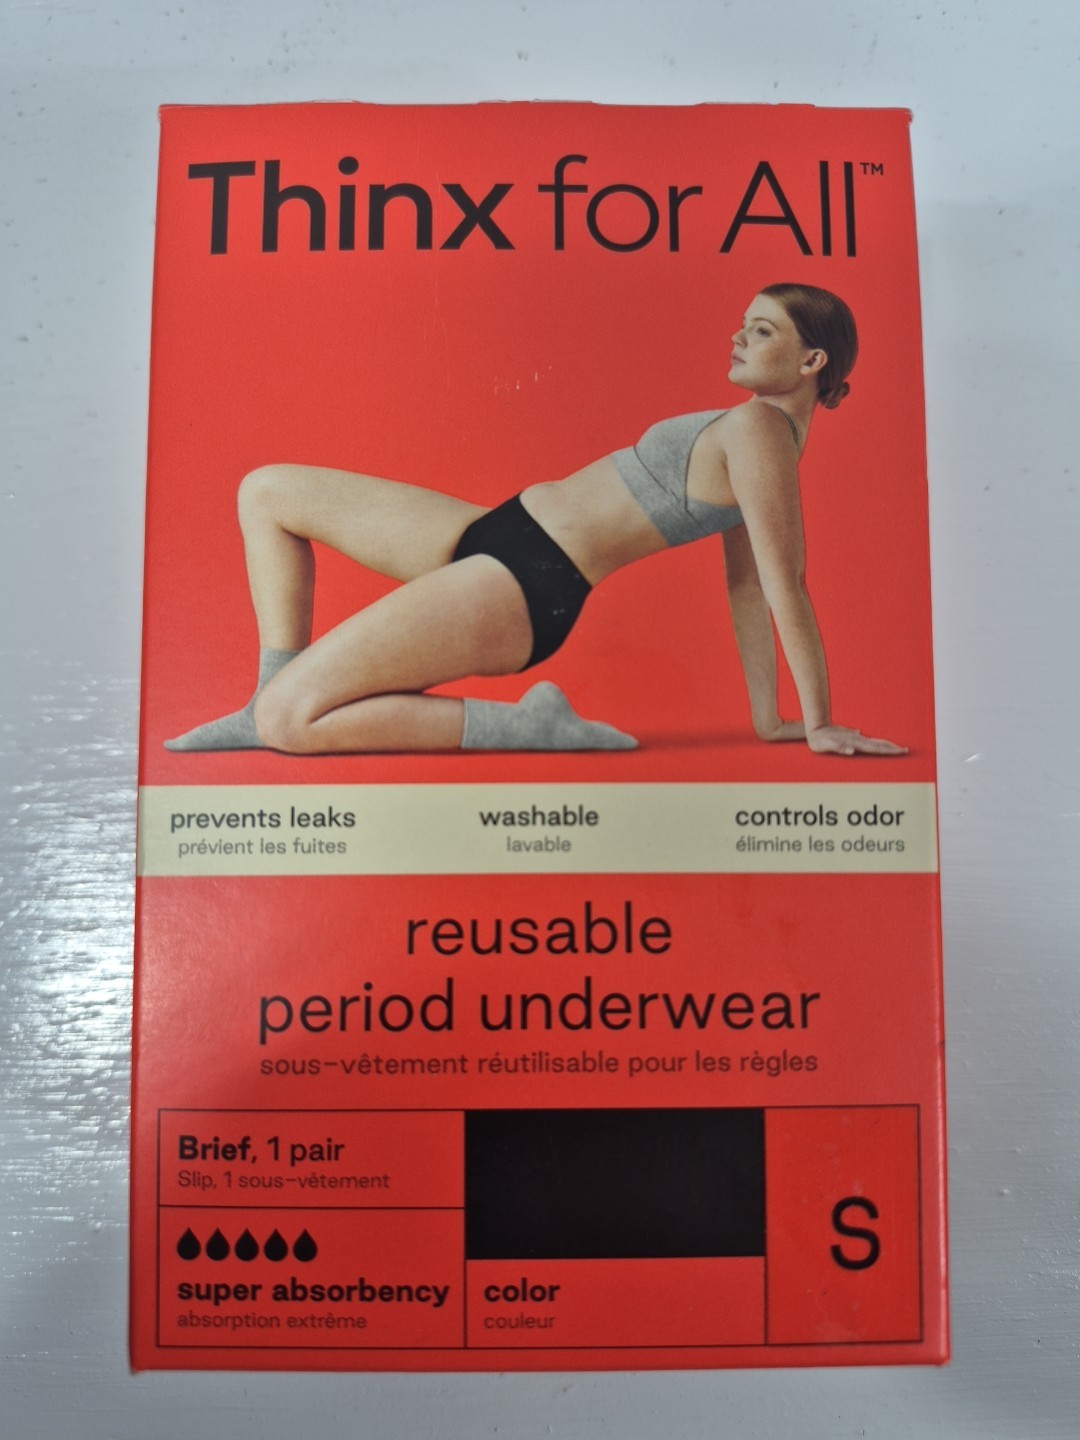 Thinx for All™
prevents leaks
prévient les fuites
washable
lavable
controls odor
élimine les odeurs
reusable
period underwear
sous-vêtement réutilisable pour les règles
Brief, 1 pair
Slip, 1 sous-vêtement
super absorbency
absorption extrême
color
couleur
S